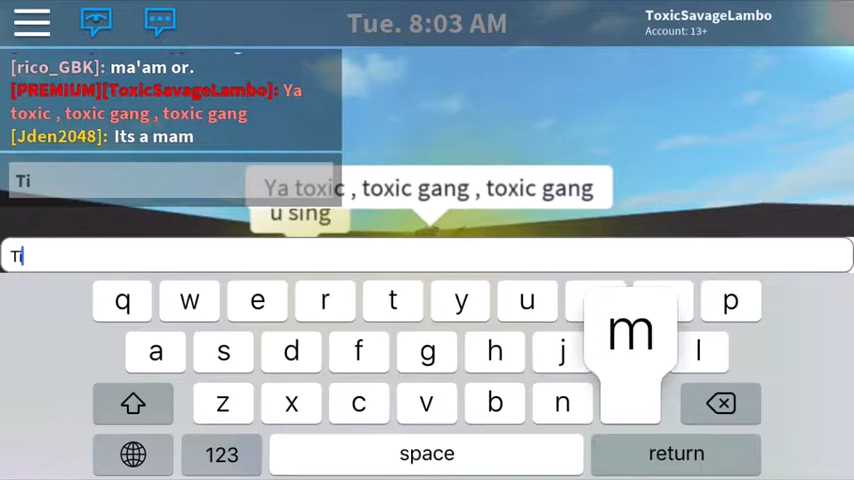 Tue. 8:03 AM
ToxicSavageLambo
Account: 13+
[rico_GBK]: ma'am or.
[PREMIUM][ToxicSavageLambo]: Ya
toxic , toxic gang , toxic gang
[Jden2048]: Its a mam
Ti
Ya toxic , toxic gang , toxic gang
u sing
Ti
q w e r t y u p
a s d f g h j l
m
z x c v b n
123 space return